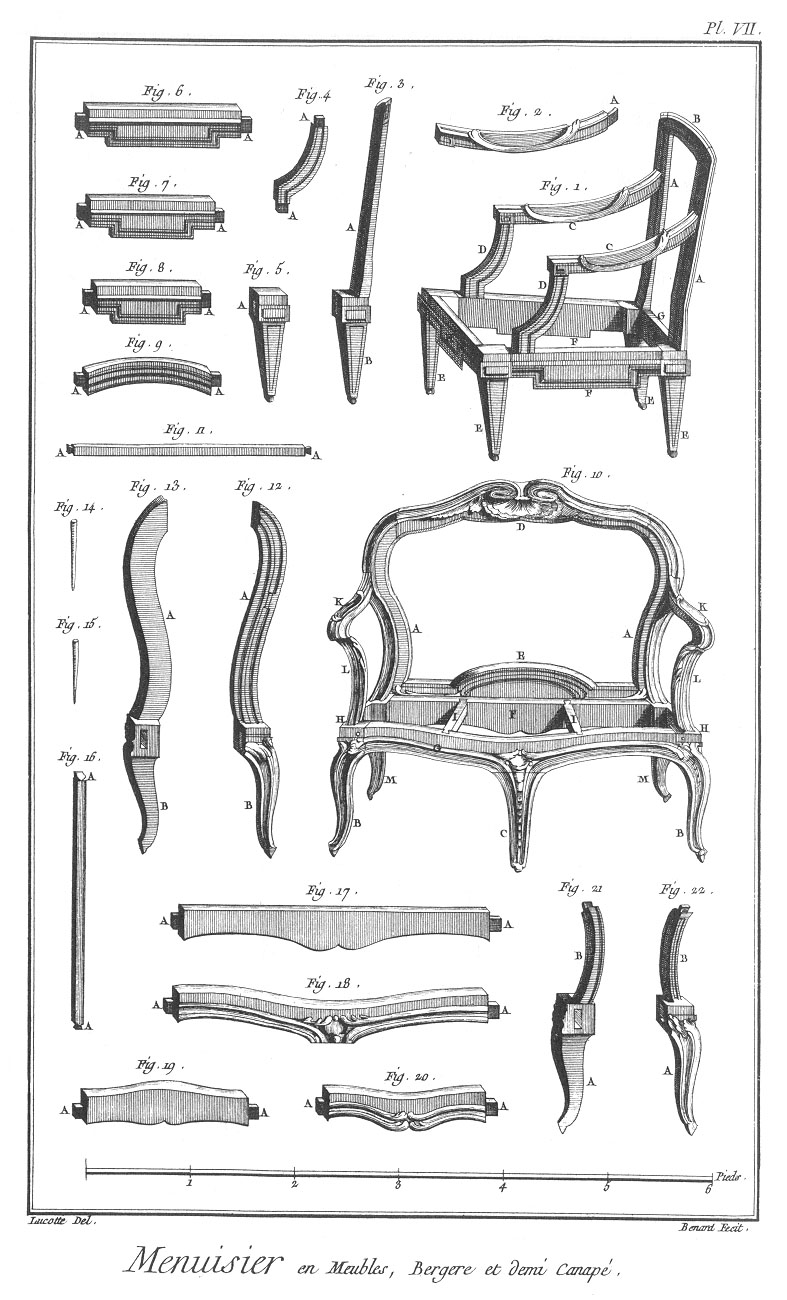 Pl. VII.
Fig. 6.
A
A
Fig. 4
A
A
Fig. 3.
A
B
Fig. 2.
A
Fig. 1.
B
A
C
C
D
D
A
G
F
F
E
E
E
E
Fig. 7.
A
A
Fig. 8.
A
A
Fig. 5.
A
Fig. 9.
A
A
Fig. 11.
A
A
Fig. 14.
Fig. 13.
A
B
Fig. 12.
A
B
Fig. 10.
D
K
K
A
A
E
L
L
H
I
F
I
H
G
M
M
B
C
B
Fig. 15.
Fig. 16.
A
A
Fig. 17.
A
A
Fig. 18.
A
A
Fig. 19.
A
A
Fig. 20.
A
A
Fig. 21
B
A
Fig. 22.
B
A
1 2 3 4 5 6 Pieds.
Lucotte Del.
Benard Fecit.
Menuisier en Meubles, Bergere et demi Canapé.